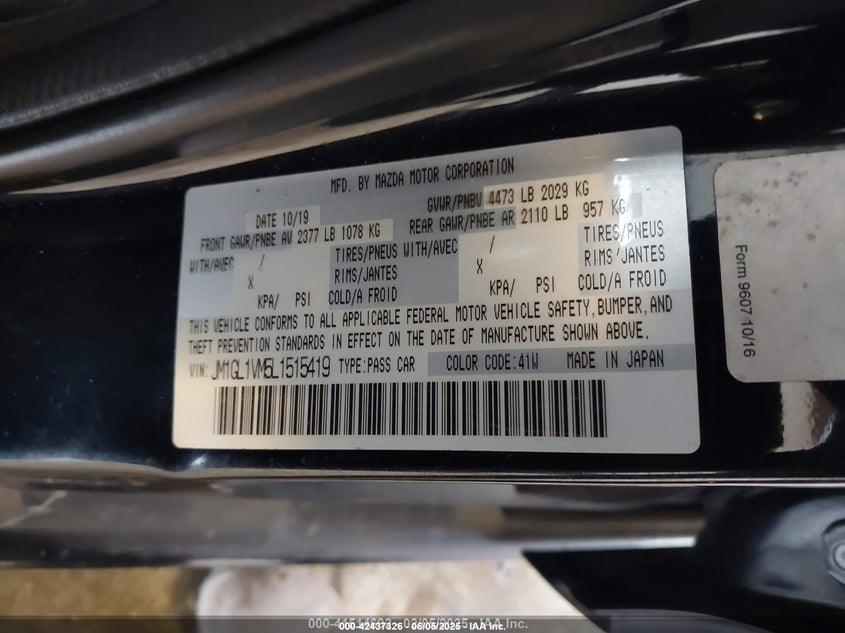 MFD. BY MAZDA MOTOR CORPORATION
DATE 10/19
GVWR/PNBV 4473 LB 2029 KG
FRONT GAWR/PNBE AV 2377 LB 1078 KG
REAR GAWR/PNBE AR 2110 LB 957 KG
WITH/AVEC / TIRES/PNEUS WITH/AVEC / TIRES/PNEUS
X RIMS/JANTES X RIMS/JANTES
KPA/ PSI COLD/A FROID KPA/ PSI COLD/A FROID
THIS VEHICLE CONFORMS TO ALL APPLICABLE FEDERAL MOTOR VEHICLE SAFETY, BUMPER, AND
THEFT PREVENTION STANDARDS IN EFFECT ON THE DATE OF MANUFACTURE SHOWN ABOVE.
VIN: JM1GL1VM5L1515419 TYPE:PASS CAR COLOR CODE:41W MADE IN JAPAN
Form 9607 10/16
000-42437326 06/05/2025 IAA Inc.